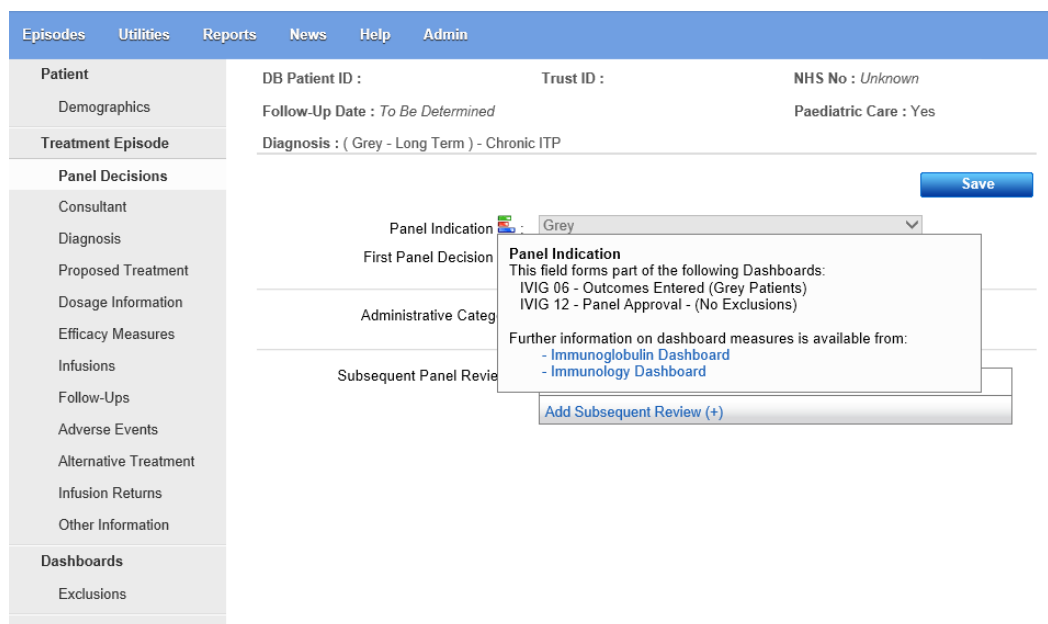 Episodes Utilities Reports News Help Admin
Patient
Demographics
Treatment Episode
Panel Decisions
Consultant
Diagnosis
Proposed Treatment
Dosage Information
Efficacy Measures
Infusions
Follow-Ups
Adverse Events
Alternative Treatment
Infusion Returns
Other Information
Dashboards
Exclusions
DB Patient ID : Trust ID : NHS No : Unknown
Follow-Up Date : To Be Determined Paediatric Care : Yes
Diagnosis : ( Grey - Long Term ) - Chronic ITP
Save
Panel Indication : Grey
First Panel Decision
Administrative Categ
Subsequent Panel Revie
Panel Indication
This field forms part of the following Dashboards:
IVIG 06 - Outcomes Entered (Grey Patients)
IVIG 12 - Panel Approval - (No Exclusions)
Further information on dashboard measures is available from:
- Immunoglobulin Dashboard
- Immunology Dashboard
Add Subsequent Review (+)